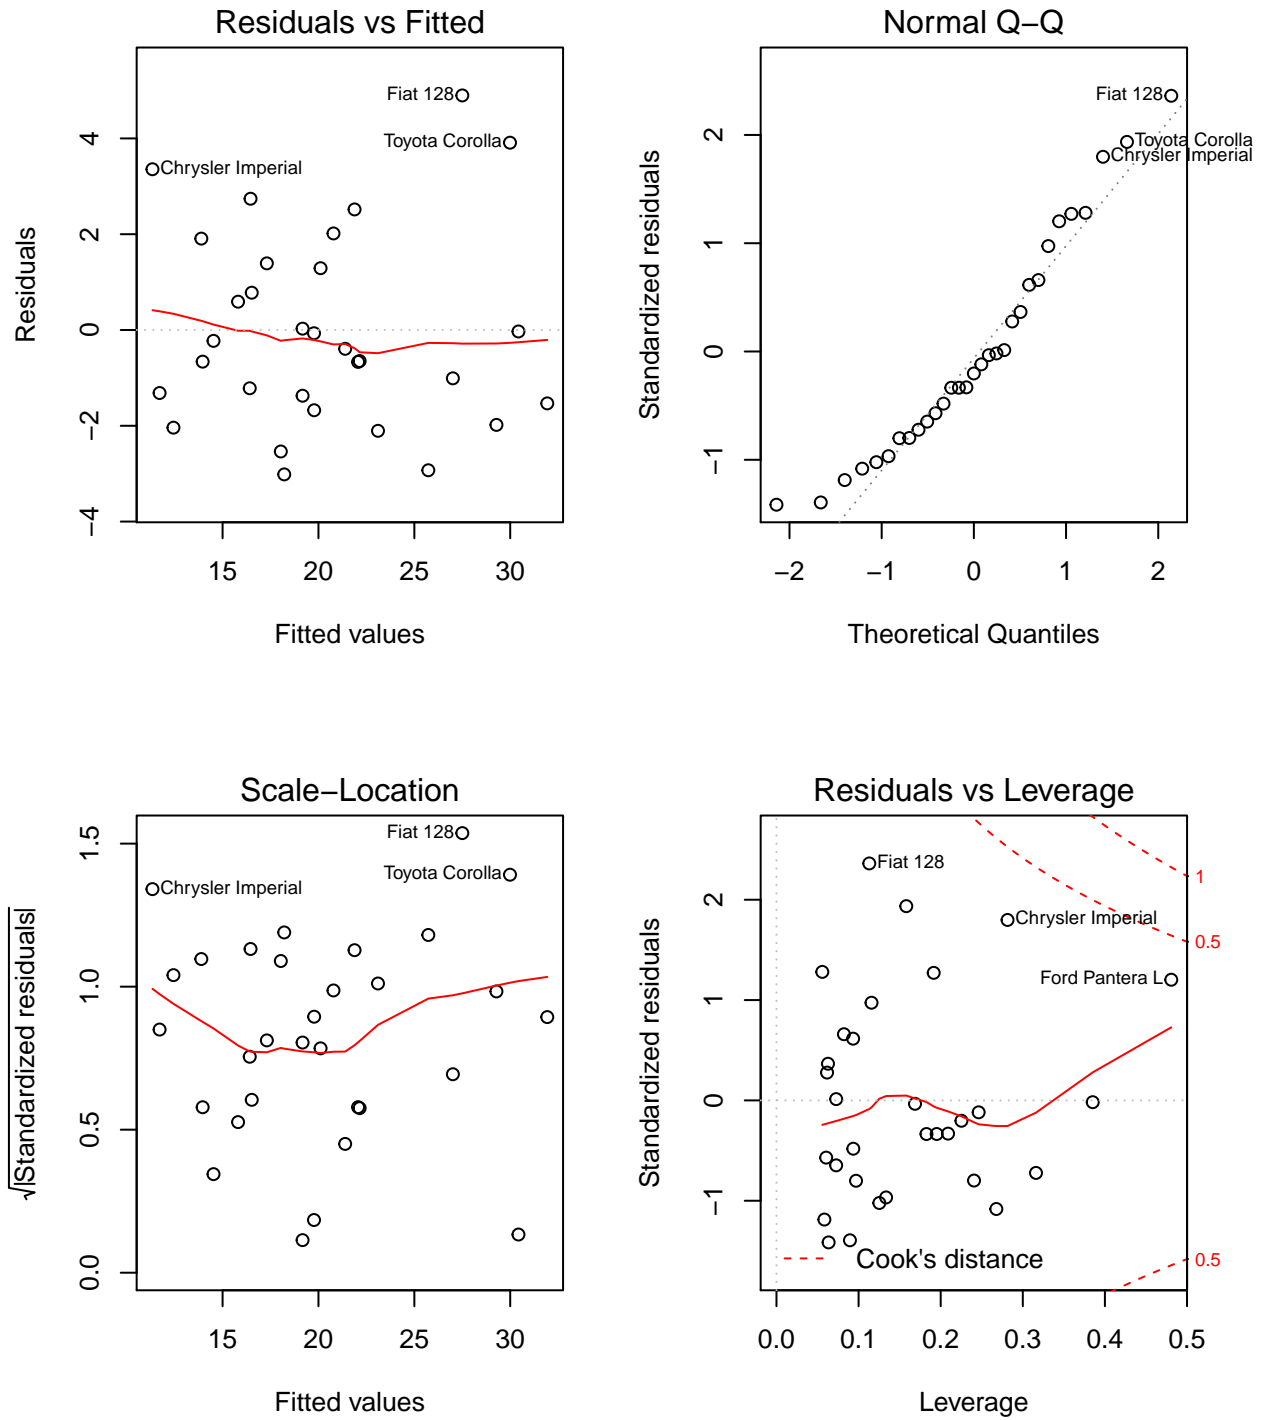 Residuals vs Fitted
Residuals
4
2
0
−2
−4
Fiat 128
Toyota Corolla
Chrysler Imperial
15 20 25 30
Fitted values
Normal Q−Q
Standardized residuals
2
1
0
−1
Fiat 128
Toyota Corolla
Chrysler Imperial
−2 −1 0 1 2
Theoretical Quantiles
Scale−Location
√|Standardized residuals|
1.5
1.0
0.5
0.0
Fiat 128
Toyota Corolla
Chrysler Imperial
15 20 25 30
Fitted values
Residuals vs Leverage
Standardized residuals
2
1
0
−1
Fiat 128
1
Chrysler Imperial
0.5
Ford Pantera L
Cook's distance
0.5
0.0 0.1 0.2 0.3 0.4 0.5
Leverage